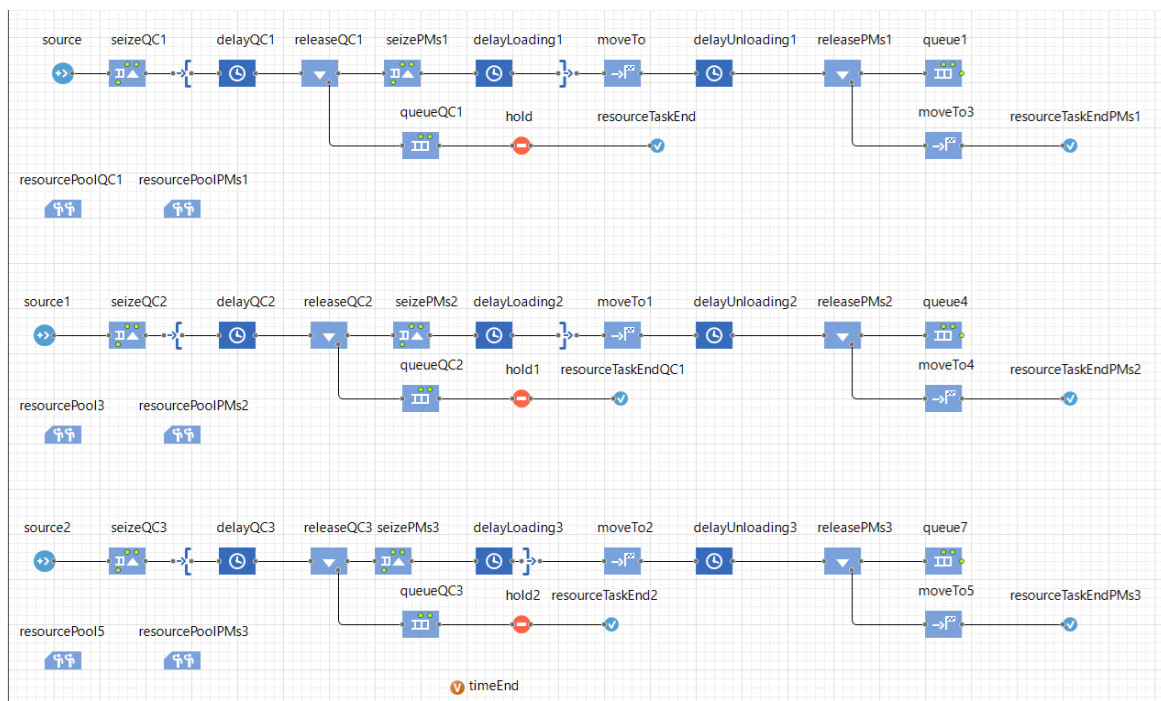 source seizeQC1 delayQC1 releaseQC1 seizePMs1 delayLoading1 moveTo delayUnloading1 releasePMs1 queue1
queueQC1 hold resourceTaskEnd moveTo3 resourceTaskEndPMs1
resourcePoolQC1 resourcePoolPMs1
source1 seizeQC2 delayQC2 releaseQC2 seizePMs2 delayLoading2 moveTo1 delayUnloading2 releasePMs2 queue4
queueQC2 hold1 resourceTaskEndQC1 moveTo4 resourceTaskEndPMs2
resourcePool3 resourcePoolPMs2
source2 seizeQC3 delayQC3 releaseQC3 seizePMs3 delayLoading3 moveTo2 delayUnloading3 releasePMs3 queue7
queueQC3 hold2 resourceTaskEnd2 moveTo5 resourceTaskEndPMs3
resourcePool5 resourcePoolPMs3
V timeEnd